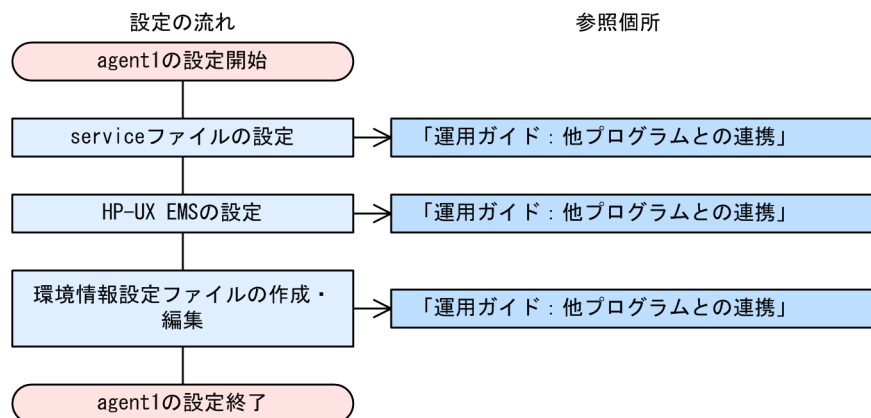 設定の流れ
参照個所
agent1の設定開始
serviceファイルの設定
「運用ガイド：他プログラムとの連携」
HP-UX EMSの設定
「運用ガイド：他プログラムとの連携」
環境情報設定ファイルの作成・
編集
「運用ガイド：他プログラムとの連携」
agent1の設定終了